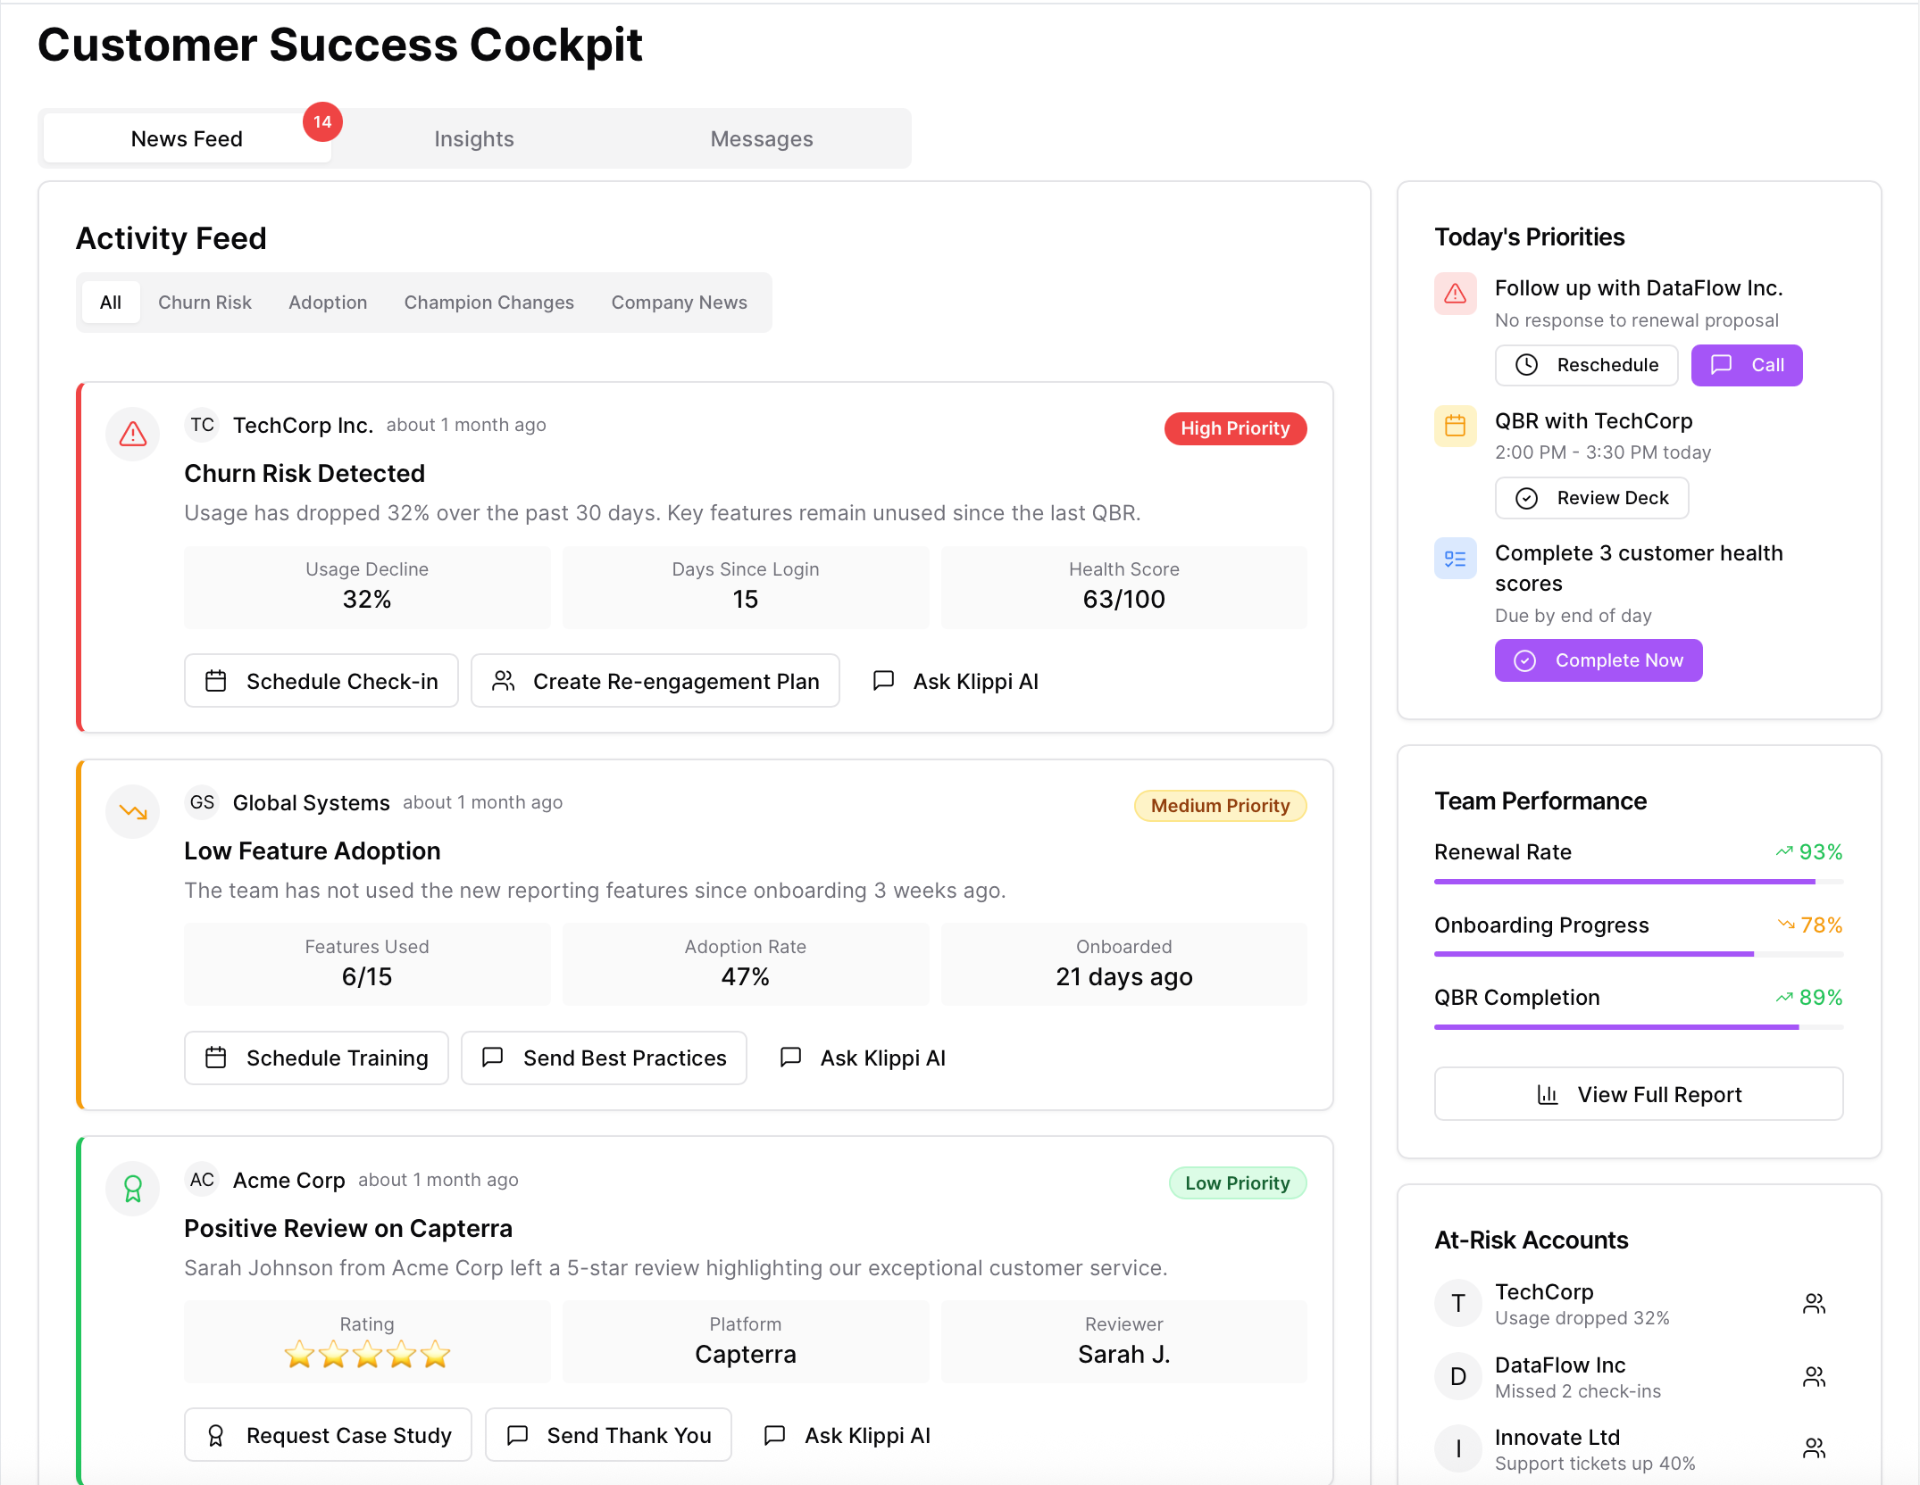 Customer Success Cockpit
News Feed
14
Insights
Messages
Activity Feed
All
Churn Risk
Adoption
Champion Changes
Company News
TC
TechCorp Inc.
about 1 month ago
High Priority
Churn Risk Detected
Usage has dropped 32% over the past 30 days. Key features remain unused since the last QBR.
Usage Decline
32%
Days Since Login
15
Health Score
63/100
Schedule Check-in
Create Re-engagement Plan
Ask Klippi AI
GS
Global Systems
about 1 month ago
Medium Priority
Low Feature Adoption
The team has not used the new reporting features since onboarding 3 weeks ago.
Features Used
6/15
Adoption Rate
47%
Onboarded
21 days ago
Schedule Training
Send Best Practices
Ask Klippi AI
AC
Acme Corp
about 1 month ago
Low Priority
Positive Review on Capterra
Sarah Johnson from Acme Corp left a 5-star review highlighting our exceptional customer service.
Rating
⭐⭐⭐⭐⭐
Platform
Capterra
Reviewer
Sarah J.
Request Case Study
Send Thank You
Ask Klippi AI
Today's Priorities
Follow up with DataFlow Inc.
No response to renewal proposal
Reschedule
Call
QBR with TechCorp
2:00 PM - 3:30 PM today
Review Deck
Complete 3 customer health
scores
Due by end of day
Complete Now
Team Performance
Renewal Rate
93%
Onboarding Progress
78%
QBR Completion
89%
View Full Report
At-Risk Accounts
T
TechCorp
Usage dropped 32%
D
DataFlow Inc
Missed 2 check-ins
I
Innovate Ltd
Support tickets up 40%